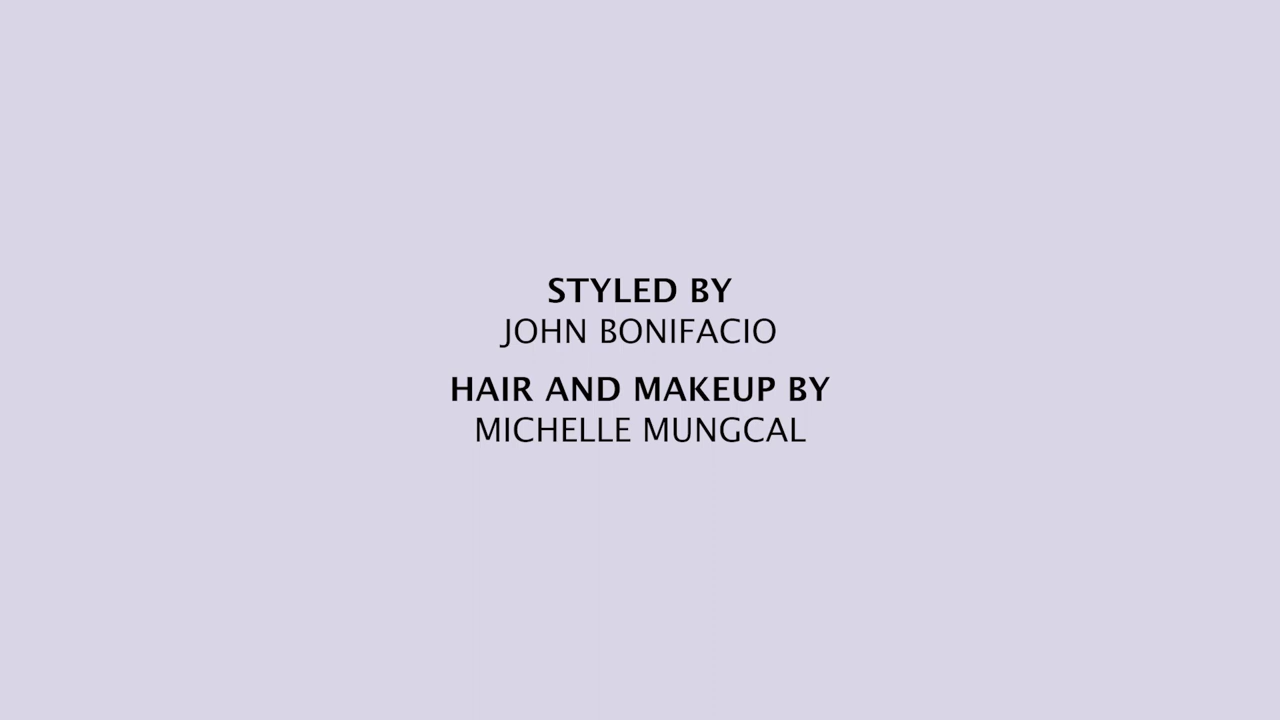 STYLED BY
JOHN BONIFACIO
HAIR AND MAKEUP BY
MICHELLE MUNGCAL